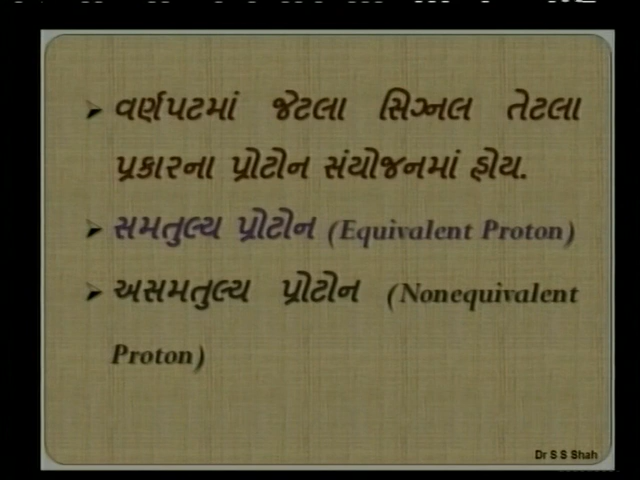 ➢ વર્ણપટમાં જેટલા સિગ્નલ તેટલા
પ્રકારના પ્રોટોન સંયોજનમાં હોય.
➢ સમતુલ્ય પ્રોટોન (Equivalent Proton)
➢ અસમતુલ્ય પ્રોટોન (Nonequivalent
Proton)
Dr S S Shah